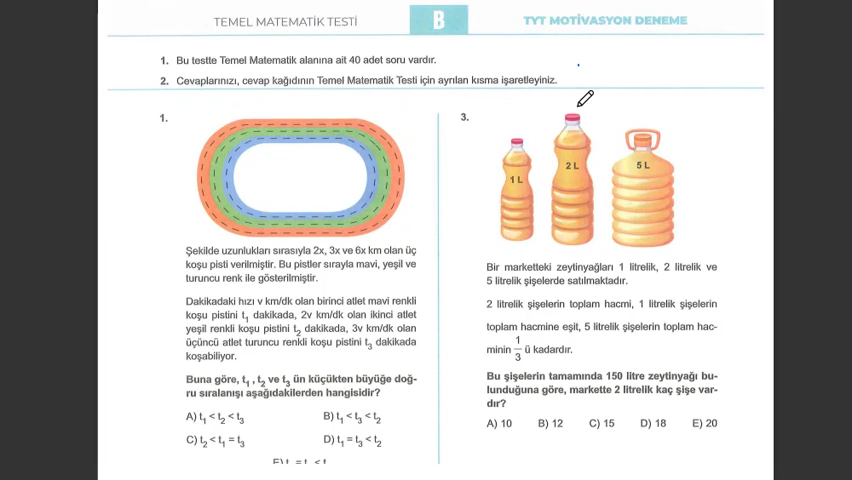 TEMEL MATEMATİK TESTİ
B
TYT MOTİVASYON DENEME
1. Bu testte Temel Matematik alanına ait 40 adet soru vardır.
2. Cevaplarınızı, cevap kağıdının Temel Matematik Testi için ayrılan kısma işaretleyiniz.
1.
Şekilde uzunlukları sırasıyla 2x, 3x ve 6x km olan üç
koşu pisti verilmiştir. Bu pistler sırayla mavi, yeşil ve
turuncu renk ile gösterilmiştir.
Dakikadaki hızı v km/dk olan birinci atlet mavi renkli
koşu pistini t₁ dakikada, 2v km/dk olan ikinci atlet
yeşil renkli koşu pistini t₂ dakikada, 3v km/dk olan
üçüncü atlet turuncu renkli koşu pistini t₃ dakikada
koşabiliyor.
Buna göre, t₁ , t₂ ve t₃ ün küçükten büyüğe doğ-
ru sıralanışı aşağıdakilerden hangisidir?
A) t₁ < t₂ < t₃ B) t₁ < t₃ < t₂
C) t₂ < t₁ = t₃ D) t₁ = t₃ < t₂
3.
1 L
2 L
5 L
Bir marketteki zeytinyağları 1 litrelik, 2 litrelik ve
5 litrelik şişelerde satılmaktadır.
2 litrelik şişelerin toplam hacmi, 1 litrelik şişelerin
toplam hacmine eşit, 5 litrelik şişelerin toplam hac-
minin 1/3 ü kadardır.
Bu şişelerin tamamında 150 litre zeytinyağı bu-
lunduğuna göre, markette 2 litrelik kaç şişe var-
dır?
A) 10 B) 12 C) 15 D) 18 E) 20